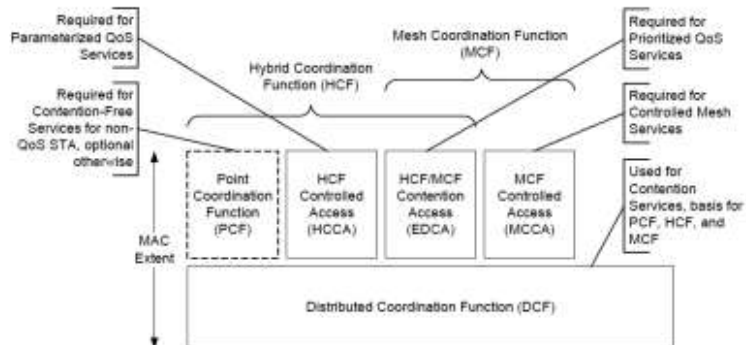 Required for
Parameterized QoS
Services
Required for
Contention-Free
Services for non-
QoS STA, optional
otherwise
Mesh Coordination Function
(MCF)
Hybrid Coordination
Function (HCF)
Required for
Prioritized QoS
Services
Required for
Controlled Mesh
Services
Used for
Contention
Services, basis for
PCF, HCF, and
MCF
MAC
Extent
Point
Coordination
Function
(PCF)
HCF
Controlled
Access
(HCCA)
HCF/MCF
Contention
Access
(EDCA)
MCF
Controlled
Access
(MCCA)
Distributed Coordination Function (DCF)